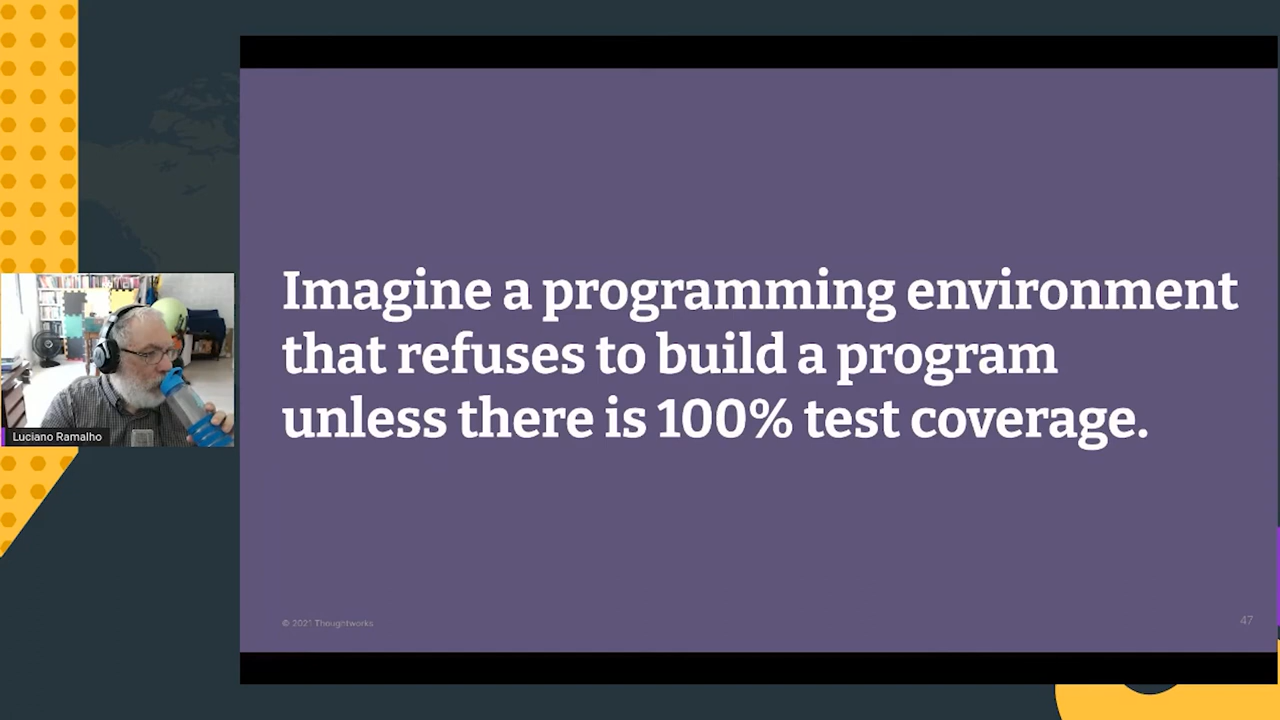 Imagine a programming environment
that refuses to build a program
unless there is 100% test coverage.
Luciano Ramalho
© 2021 Thoughtworks
47